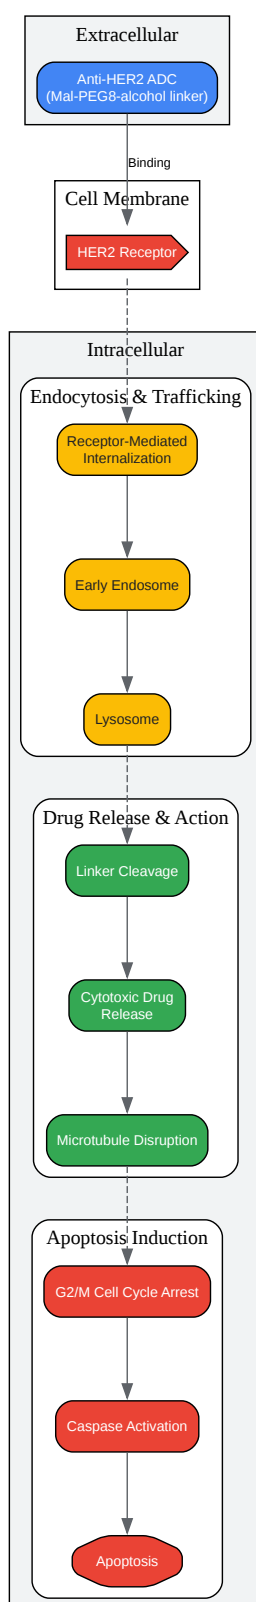 Extracellular
Anti-HER2 ADC
(Mal-PEG8-alcohol linker)
Binding
Cell Membrane
HER2 Receptor
Intracellular
Endocytosis & Trafficking
Receptor-Mediated
Internalization
Early Endosome
Lysosome
Drug Release & Action
Linker Cleavage
Cytotoxic Drug
Release
Microtubule Disruption
Apoptosis Induction
G2/M Cell Cycle Arrest
Caspase Activation
Apoptosis